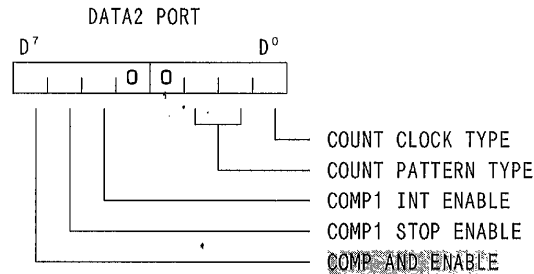 DATA2 PORT
D7 D0
0 0
COUNT CLOCK TYPE
COUNT PATTERN TYPE
COMP1 INT ENABLE
COMP1 STOP ENABLE
COMP AND ENABLE